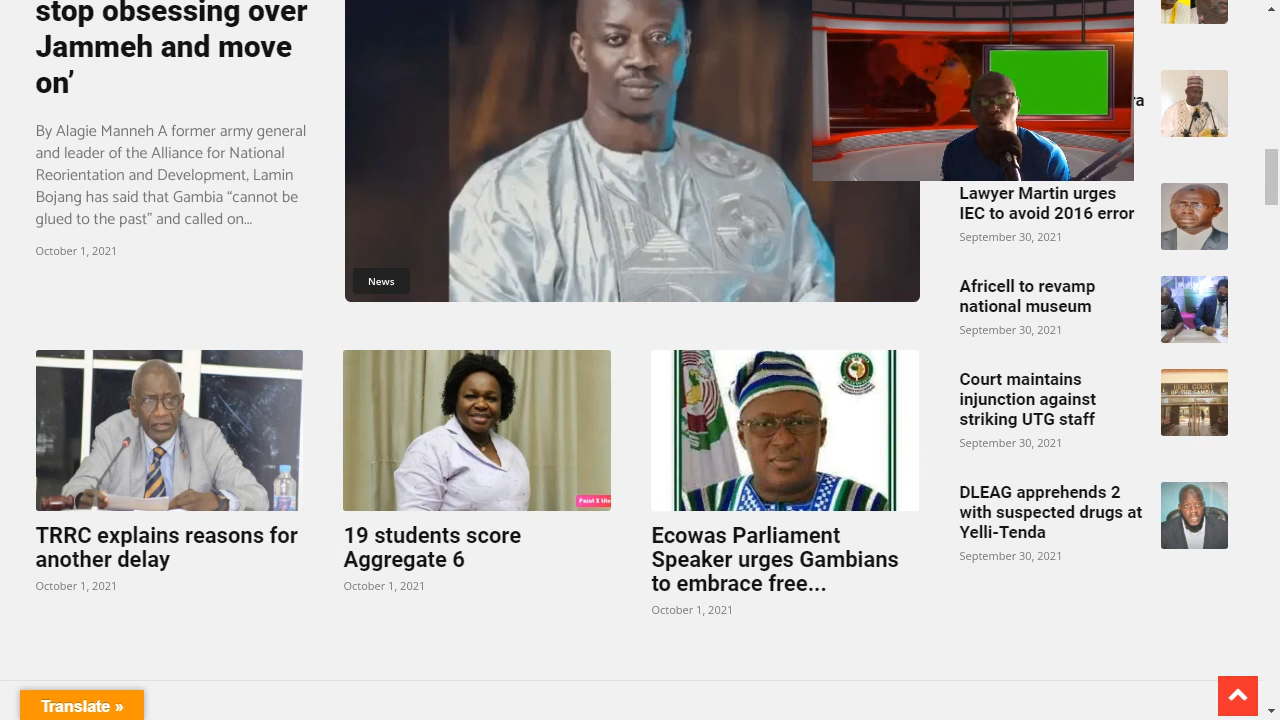 stop obsessing over
Jammeh and move
on’
By Alagie Manneh A former army general
and leader of the Alliance for National
Reorientation and Development, Lamin
Bojang has said that Gambia “cannot be
glued to the past” and called on...
October 1, 2021
News
ra
Lawyer Martin urges
IEC to avoid 2016 error
September 30, 2021
Africell to revamp
national museum
September 30, 2021
Court maintains
injunction against
striking UTG staff
September 30, 2021
DLEAG apprehends 2
with suspected drugs at
Yelli-Tenda
September 30, 2021
TRRC explains reasons for
another delay
October 1, 2021
19 students score
Aggregate 6
October 1, 2021
Ecowas Parliament
Speaker urges Gambians
to embrace free...
October 1, 2021
Translate »